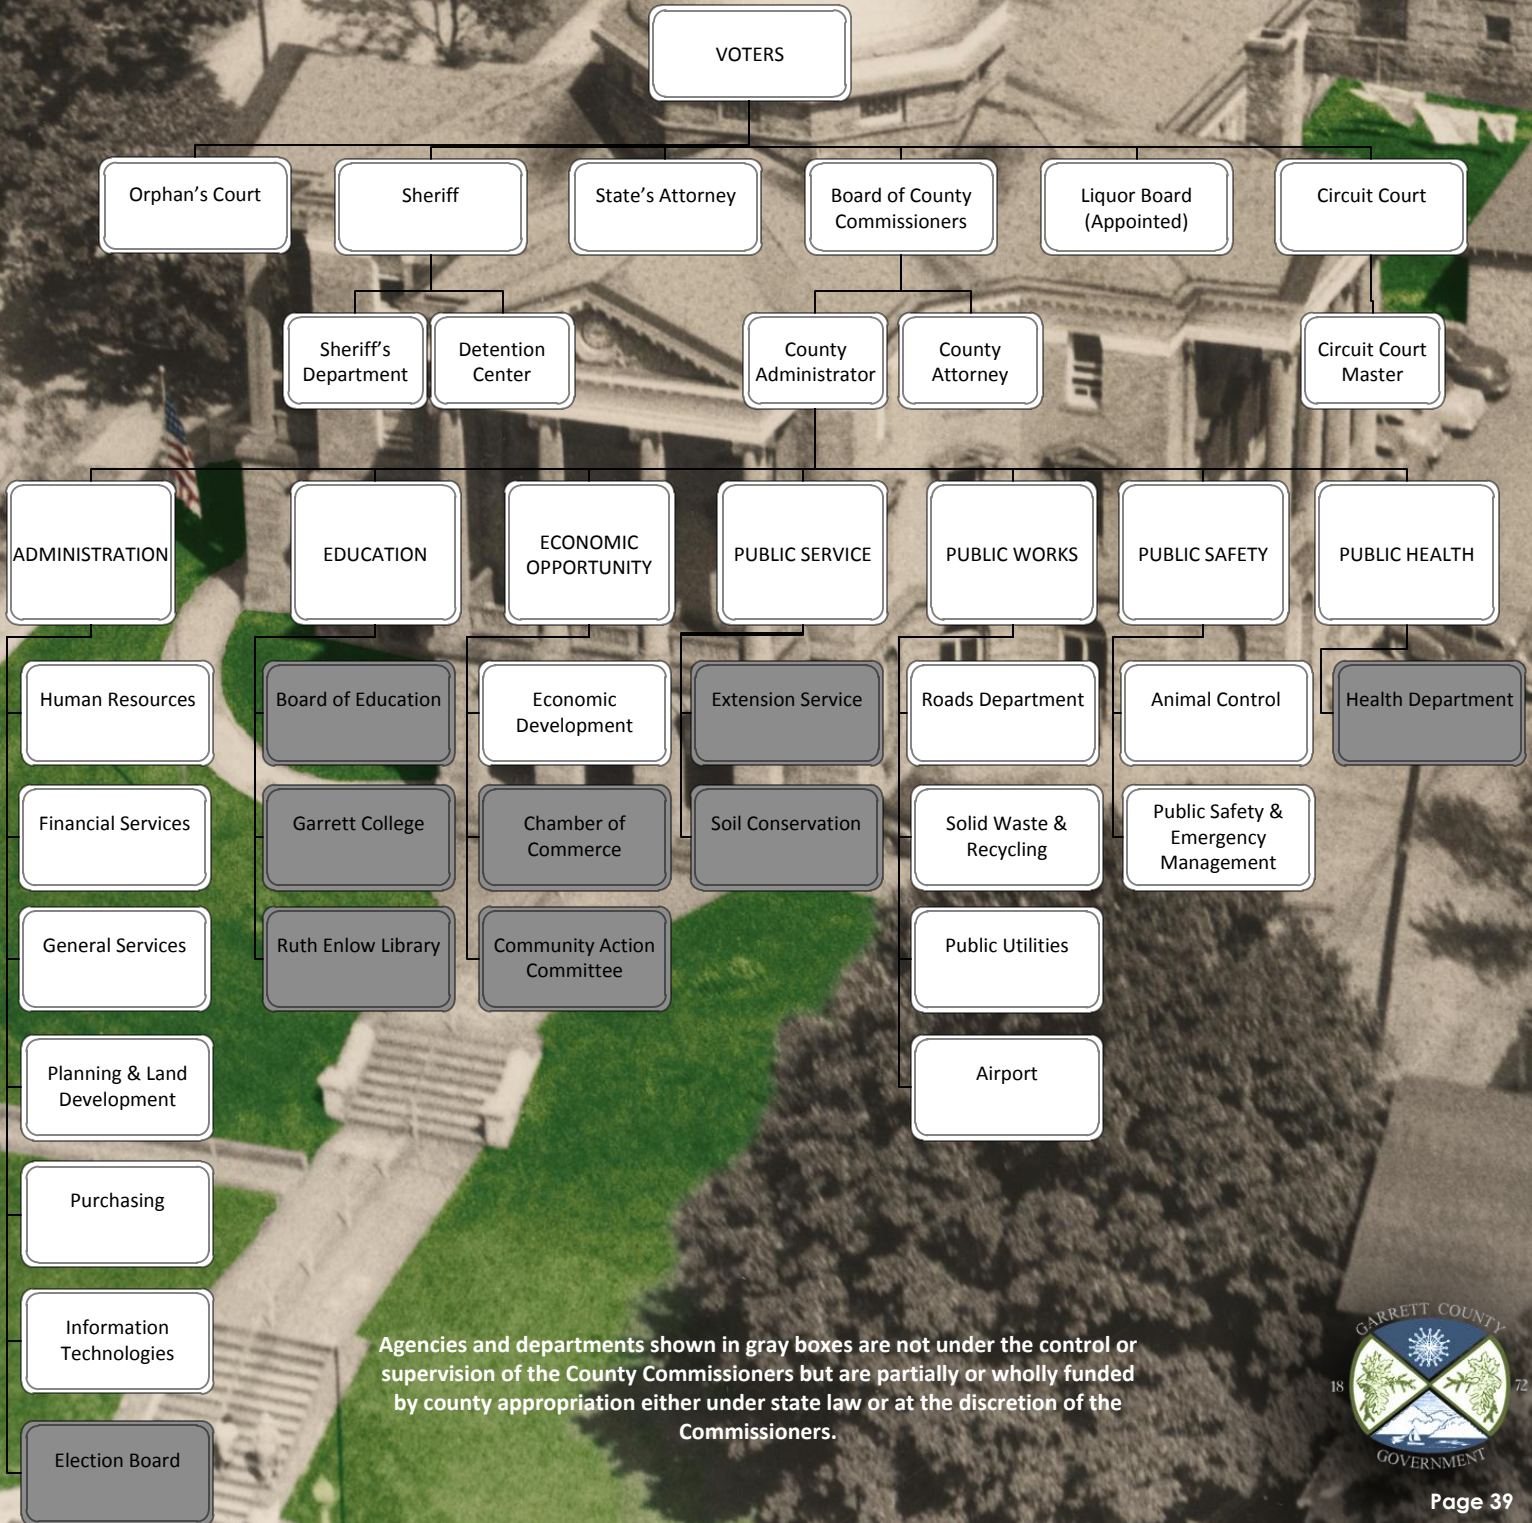 VOTERS
Orphan’s Court
Sheriff
State’s Attorney
Board of County
Commissioners
Liquor Board
(Appointed)
Circuit Court
Sheriff’s
Department
Detention
Center
County
Administrator
County
Attorney
Circuit Court
Master
ADMINISTRATION
EDUCATION
ECONOMIC
OPPORTUNITY
PUBLIC SERVICE
PUBLIC WORKS
PUBLIC SAFETY
PUBLIC HEALTH
Human Resources
Financial Services
General Services
Planning & Land
Development
Purchasing
Information
Technologies
Election Board
Board of Education
Garrett College
Ruth Enlow Library
Economic
Development
Chamber of
Commerce
Community Action
Committee
Extension Service
Soil Conservation
Roads Department
Solid Waste &
Recycling
Public Utilities
Airport
Animal Control
Public Safety &
Emergency
Management
Health Department
Agencies and departments shown in gray boxes are not under the control or
supervision of the County Commissioners but are partially or wholly funded
by county appropriation either under state law or at the discretion of the
Commissioners.
GARRETT COUNTY
18 72
GOVERNMENT
Page 39